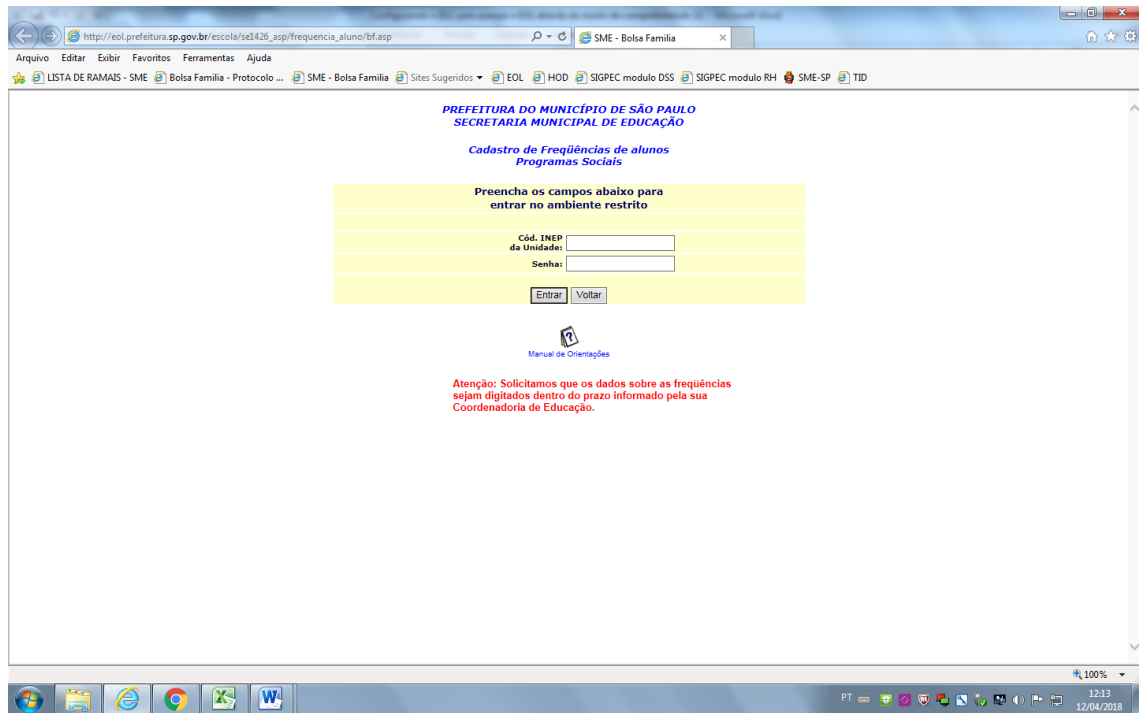 http://eol.prefeitura.sp.gov.br/escola/se1426_asp/frequencia_aluno/bf.asp
SME - Bolsa Familia
Arquivo Editar Exibir Favoritos Ferramentas Ajuda
LISTA DE RAMAIS - SME Bolsa Familia - Protocolo ... SME - Bolsa Familia Sites Sugeridos EOL HOD SIGPEC modulo DSS SIGPEC modulo RH SME-SP TID
PREFEITURA DO MUNICÍPIO DE SÃO PAULO
SECRETARIA MUNICIPAL DE EDUCAÇÃO
Cadastro de Freqüências de alunos
Programas Sociais
Preencha os campos abaixo para
entrar no ambiente restrito
Cód. INEP
da Unidade:
Senha:
Entrar Voltar
Manual de Orientações
Atenção: Solicitamos que os dados sobre as freqüências
sejam digitados dentro do prazo informado pela sua
Coordenadoria de Educação.
100%
PT
12:13
12/04/2018